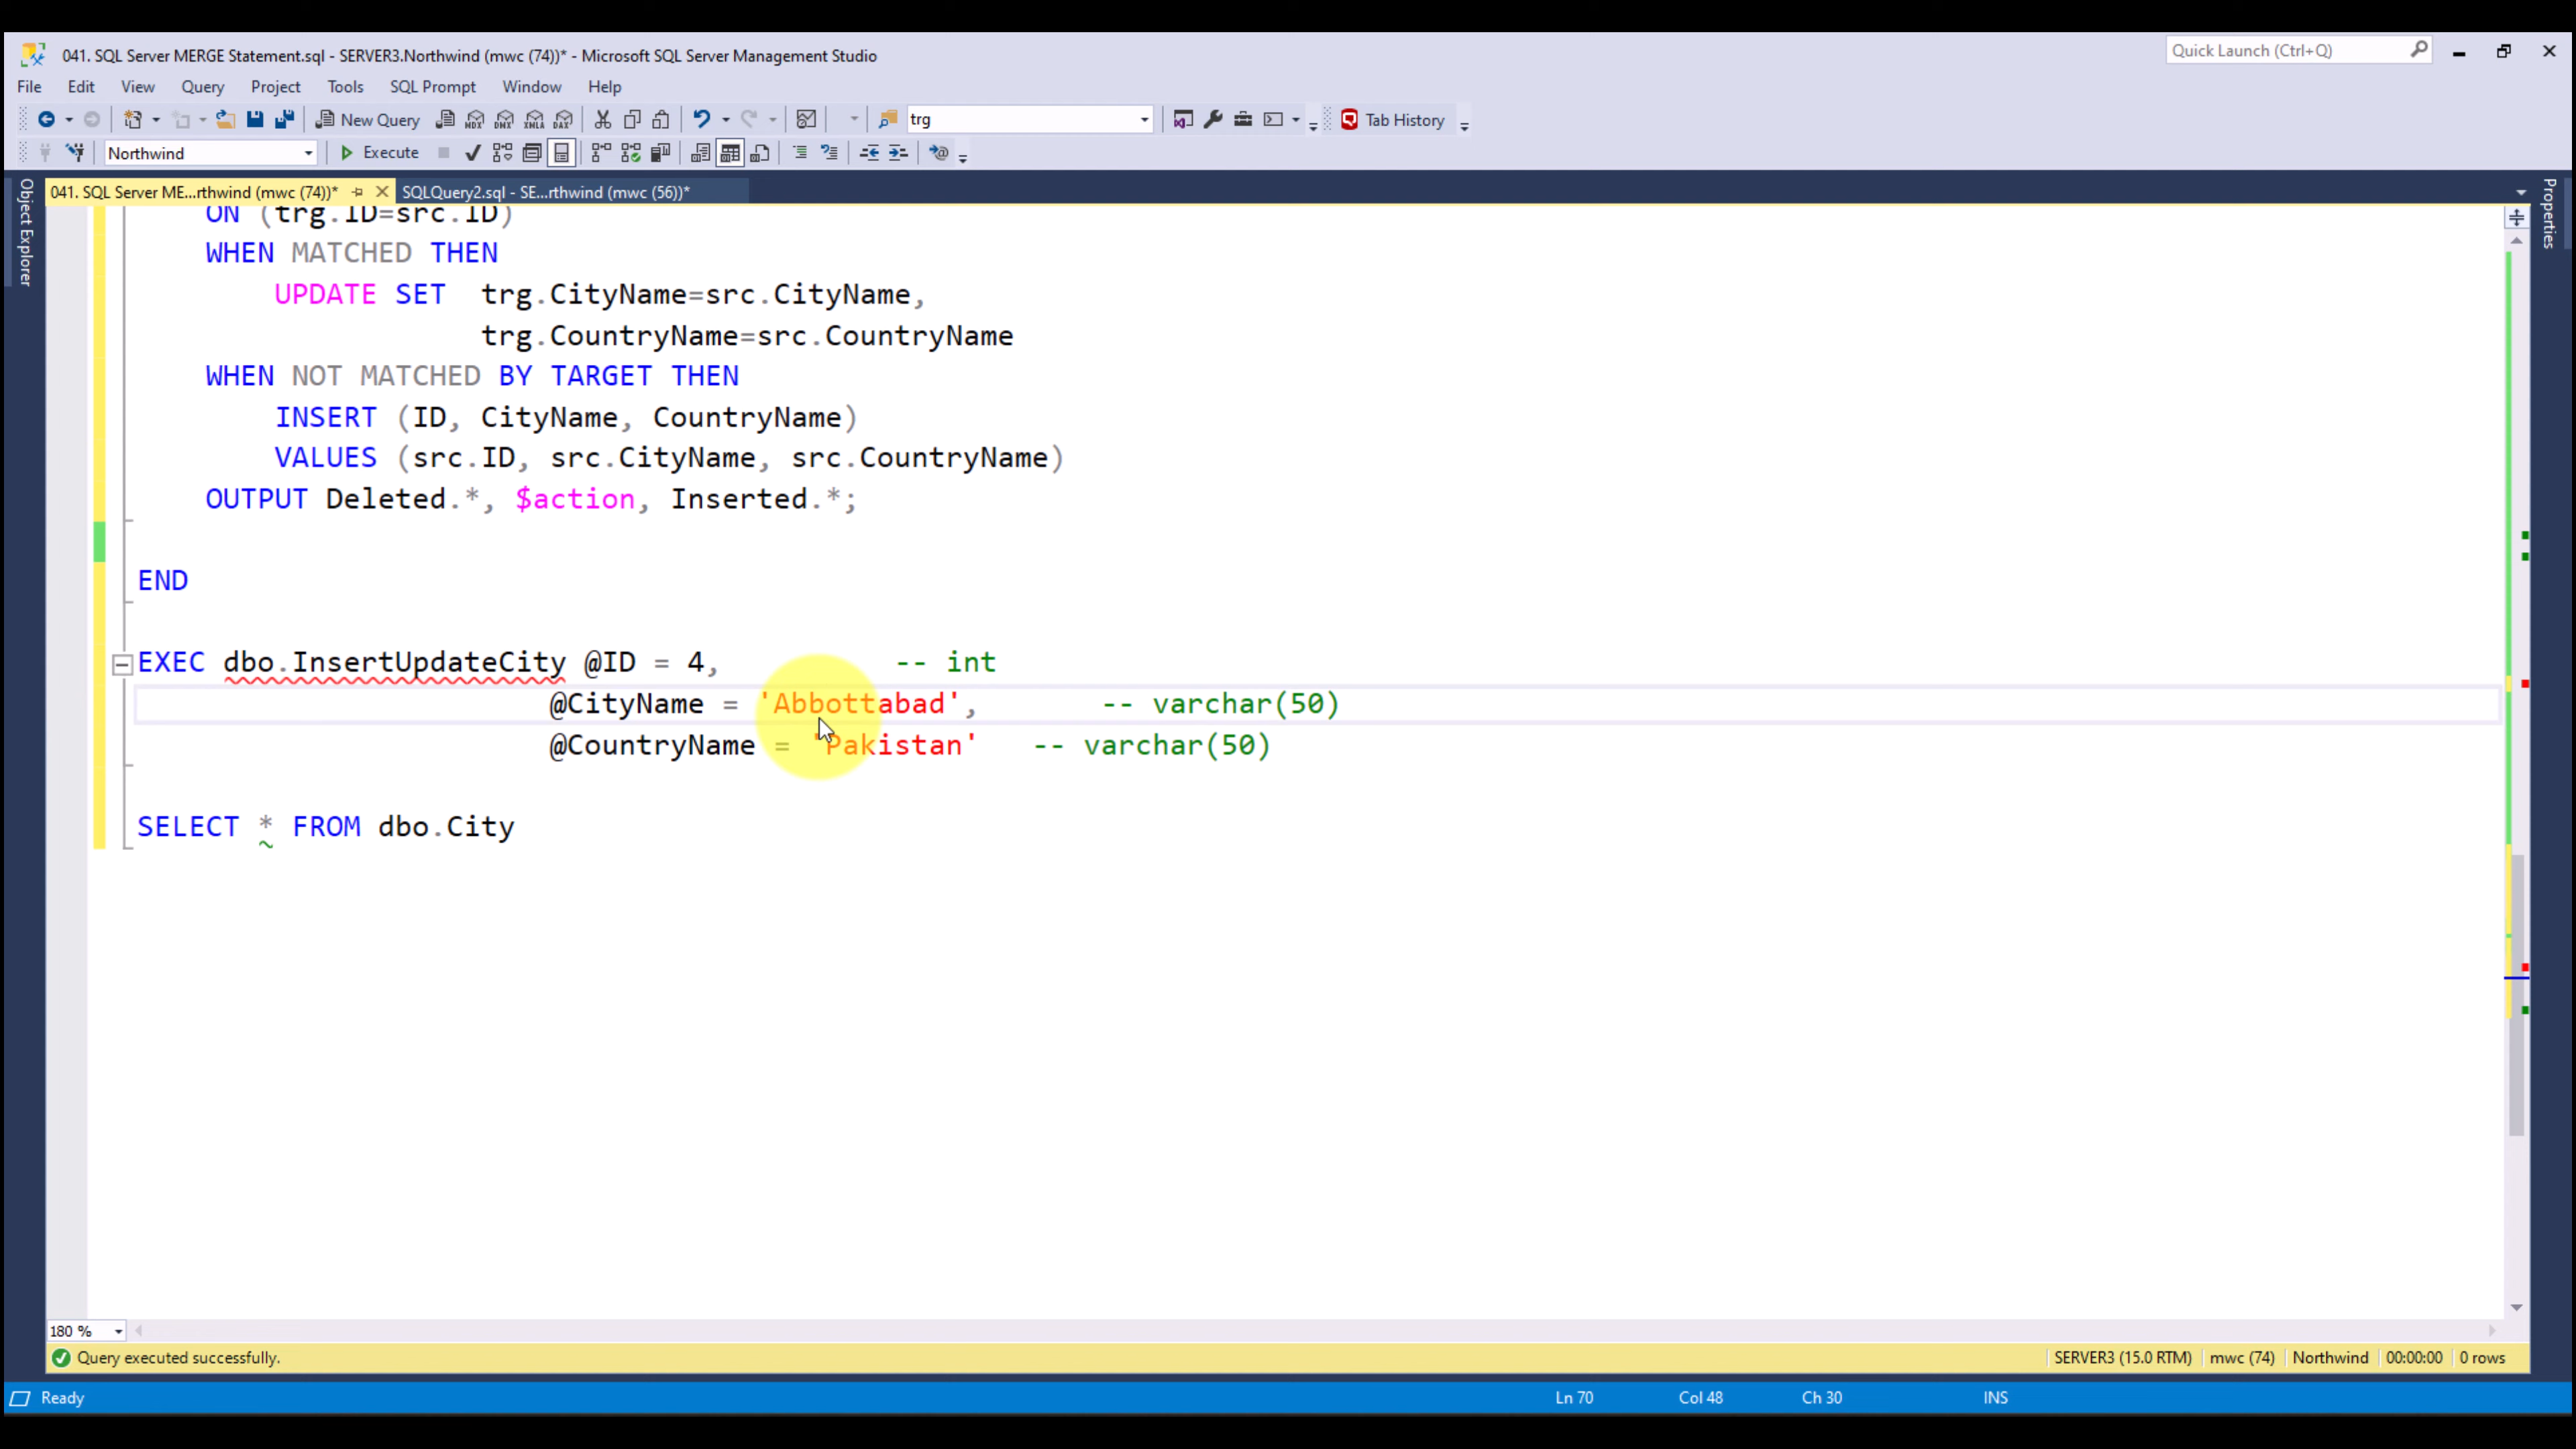 041. SQL Server MERGE Statement.sql - SERVER3.Northwind (mwc (74))* - Microsoft SQL Server Management Studio
Quick Launch (Ctrl+Q)
File Edit View Query Project Tools SQL Prompt Window Help
New Query MDX DMX XMLA DAX trg Tab History
Northwind Execute
Object Explorer
041. SQL Server ME...rthwind (mwc (74))* SQLQuery2.sql - SE...rthwind (mwc (56))*
Properties
ON (trg.ID=src.ID)
WHEN MATCHED THEN
UPDATE SET trg.CityName=src.CityName,
trg.CountryName=src.CountryName
WHEN NOT MATCHED BY TARGET THEN
INSERT (ID, CityName, CountryName)
VALUES (src.ID, src.CityName, src.CountryName)
OUTPUT Deleted.*, $action, Inserted.*;
END
EXEC dbo.InsertUpdateCity @ID = 4, -- int
@CityName = 'Abbottabad', -- varchar(50)
@CountryName = 'Pakistan' -- varchar(50)
SELECT * FROM dbo.City
180 %
Query executed successfully. SERVER3 (15.0 RTM) mwc (74) Northwind 00:00:00 0 rows
Ready Ln 70 Col 48 Ch 30 INS